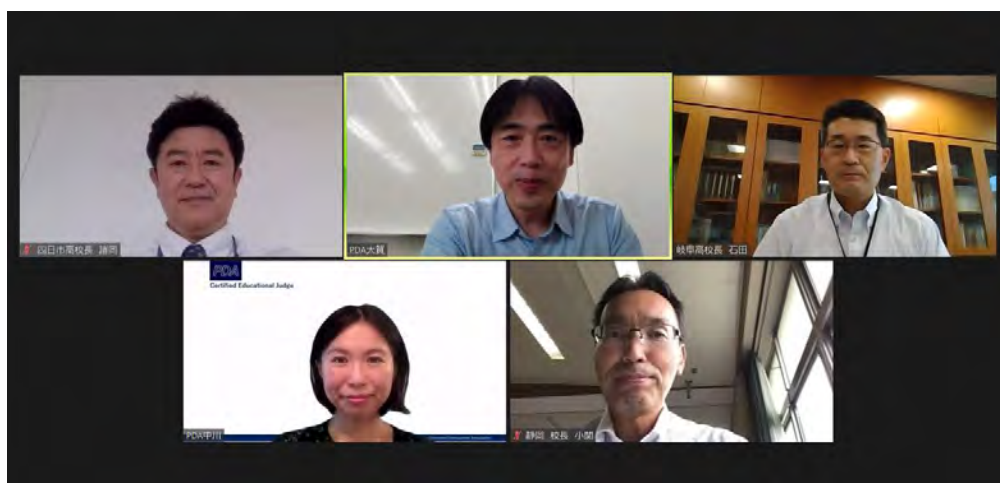 四日市高校長 諸岡
PDA太賀
岐阜高校長 石田
PDA
Certified Educational Judge
PDA中川
静岡 校長 小関